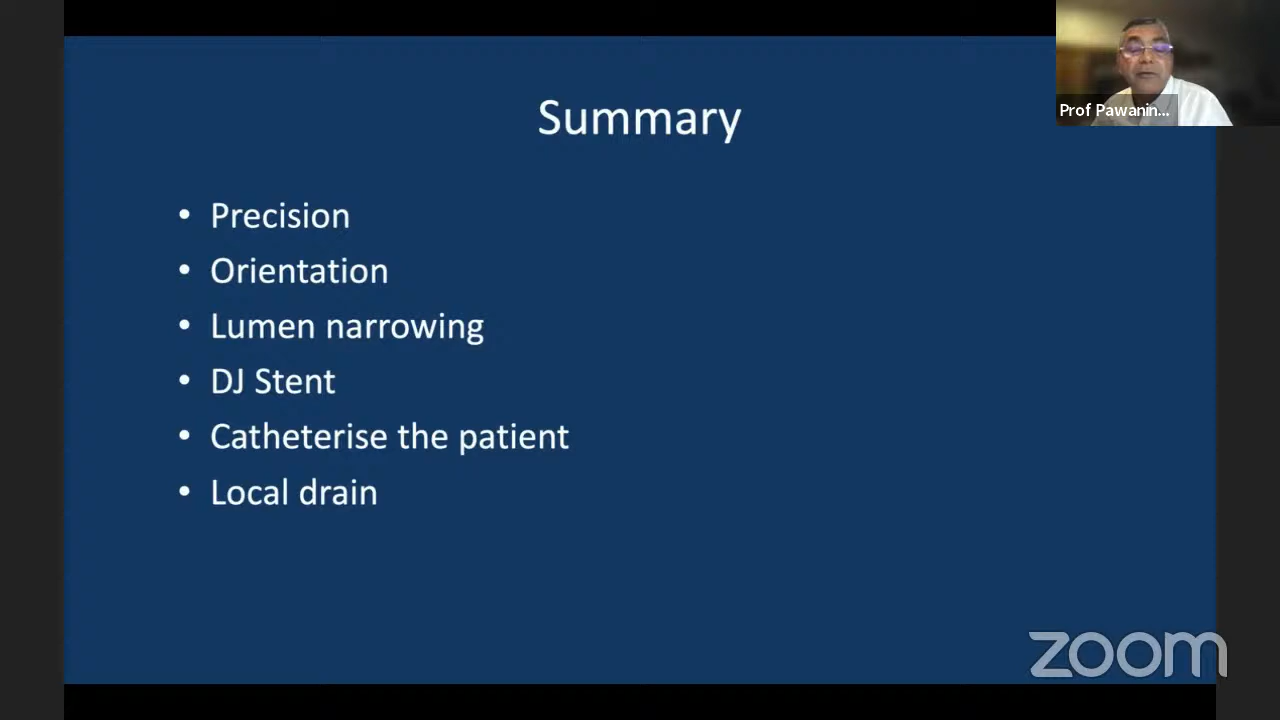 Summary
Prof Pawanin...
• Precision
• Orientation
• Lumen narrowing
• DJ Stent
• Catheterise the patient
• Local drain
zoom